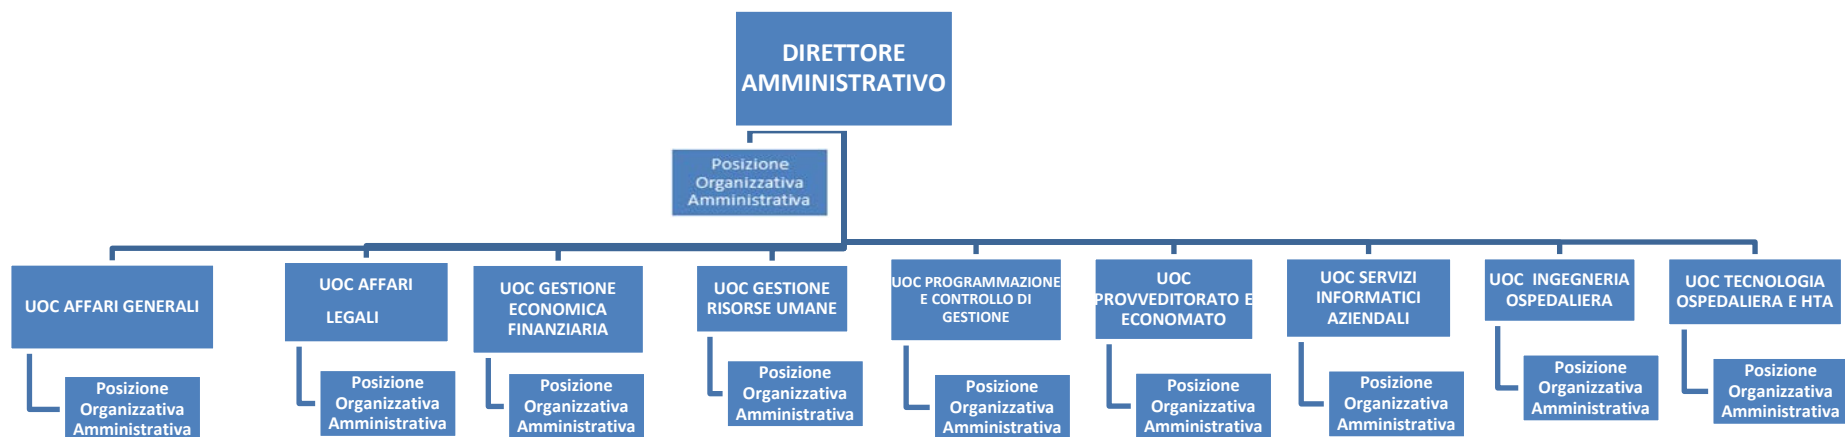 DIRETTORE
AMMINISTRATIVO
Posizione
Organizzativa
Amministrativa
UOC AFFARI GENERALI
Posizione
Organizzativa
Amministrativa
UOC AFFARI
LEGALI
Posizione
Organizzativa
Amministrativa
UOC GESTIONE
ECONOMICA
FINANZIARIA
Posizione
Organizzativa
Amministrativa
UOC GESTIONE
RISORSE UMANE
Posizione
Organizzativa
Amministrativa
UOC PROGRAMMAZIONE
E CONTROLLO DI
GESTIONE
Posizione
Organizzativa
Amministrativa
UOC
PROVVEDITORATO E
ECONOMATO
Posizione
Organizzativa
Amministrativa
UOC SERVIZI
INFORMATICI
AZIENDALI
Posizione
Organizzativa
Amministrativa
UOC INGEGNERIA
OSPEDALIERA
Posizione
Organizzativa
Amministrativa
UOC TECNOLOGIA
OSPEDALIERA E HTA
Posizione
Organizzativa
Amministrativa